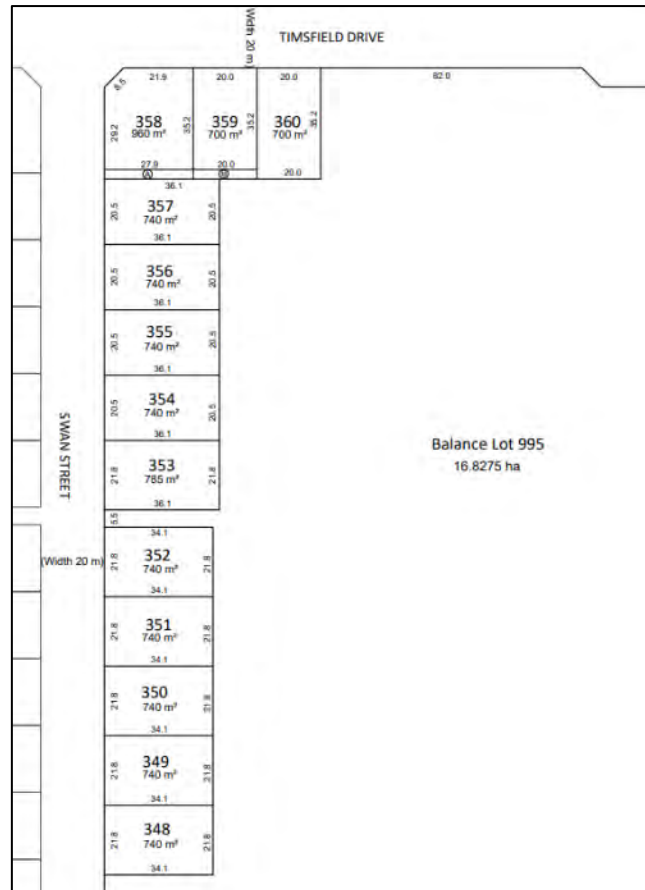 (Width 20 m)
TIMSFIELD DRIVE
8.5
21.9
20.0
20.0
62.0
29.2
358
960 m²
35.2
359
700 m²
35.2
360
700 m²
35.2
27.9
20.0
20.0
A
36.1
20.5
357
740 m²
20.5
36.1
20.5
356
740 m²
20.5
36.1
20.5
355
740 m²
20.5
36.1
20.5
354
740 m²
20.5
36.1
SWAN STREET
21.8
353
785 m²
21.8
36.1
Balance Lot 995
16.8275 ha
5.5
34.1
(Width 20 m)
21.8
352
740 m²
21.8
34.1
21.8
351
740 m²
21.8
34.1
21.8
350
740 m²
21.8
34.1
21.8
349
740 m²
21.8
34.1
21.8
348
740 m²
21.8
34.1